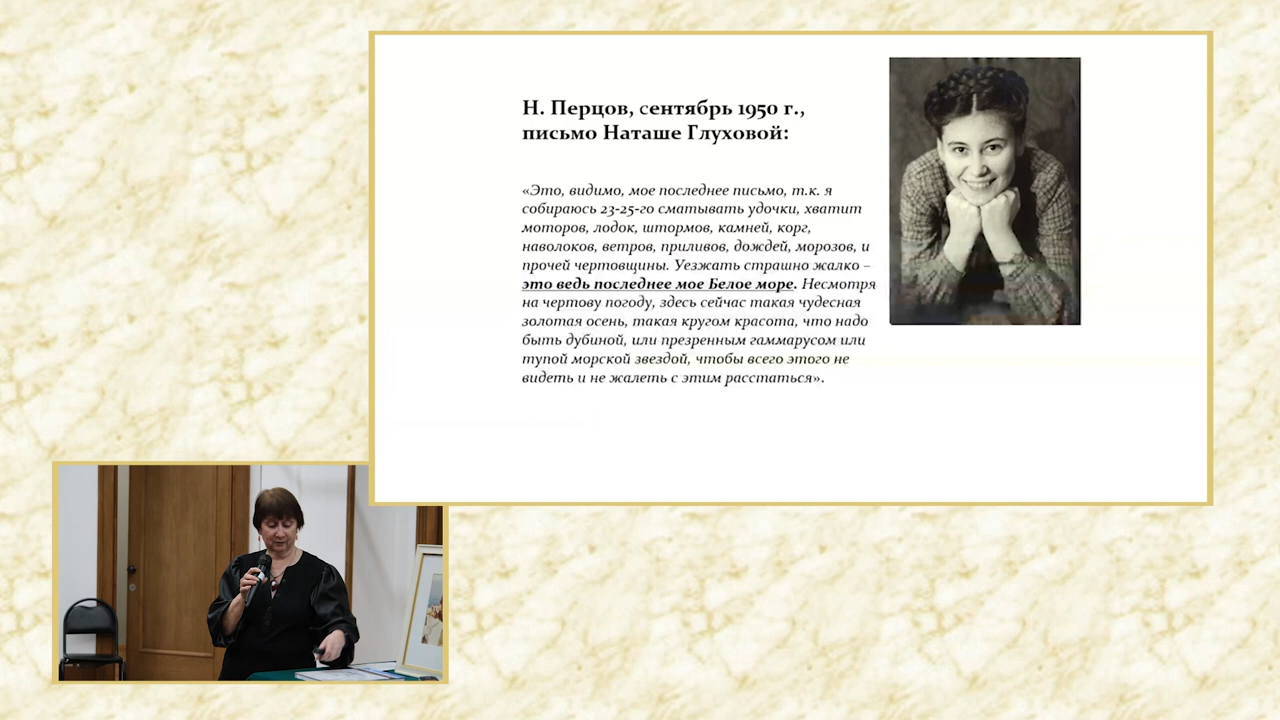 Н. Перцов, сентябрь 1950 г.,
письмо Наташе Глуховой:
«Это, видимо, мое последнее письмо, т.к. я
собираюсь 23-25-го сматывать удочки, хватит
моторов, лодок, штормов, камней, корг,
наволоков, ветров, приливов, дождей, морозов, и
прочей чертовщины. Уезжать страшно жалко –
это ведь последнее мое Белое море. Несмотря
на чертову погоду, здесь сейчас такая чудесная
золотая осень, такая кругом красота, что надо
быть дубиной, или презренным гаммарусом или
тупой морской звездой, чтобы всего этого не
видеть и не жалеть с этим расстаться».